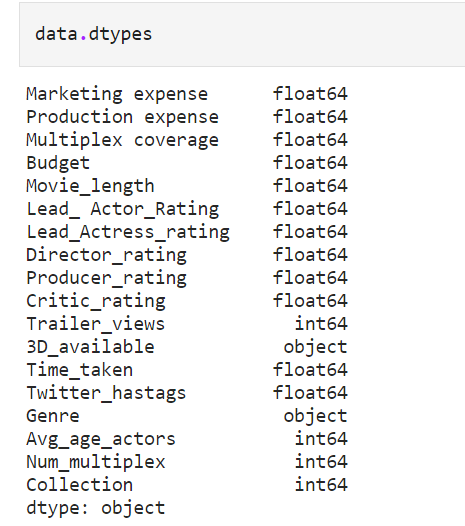 data.dtypes
Marketing expense float64
Production expense float64
Multiplex coverage float64
Budget float64
Movie_length float64
Lead_ Actor_Rating float64
Lead_Actress_rating float64
Director_rating float64
Producer_rating float64
Critic_rating float64
Trailer_views int64
3D_available object
Time_taken float64
Twitter_hastags float64
Genre object
Avg_age_actors int64
Num_multiplex int64
Collection int64
dtype: object